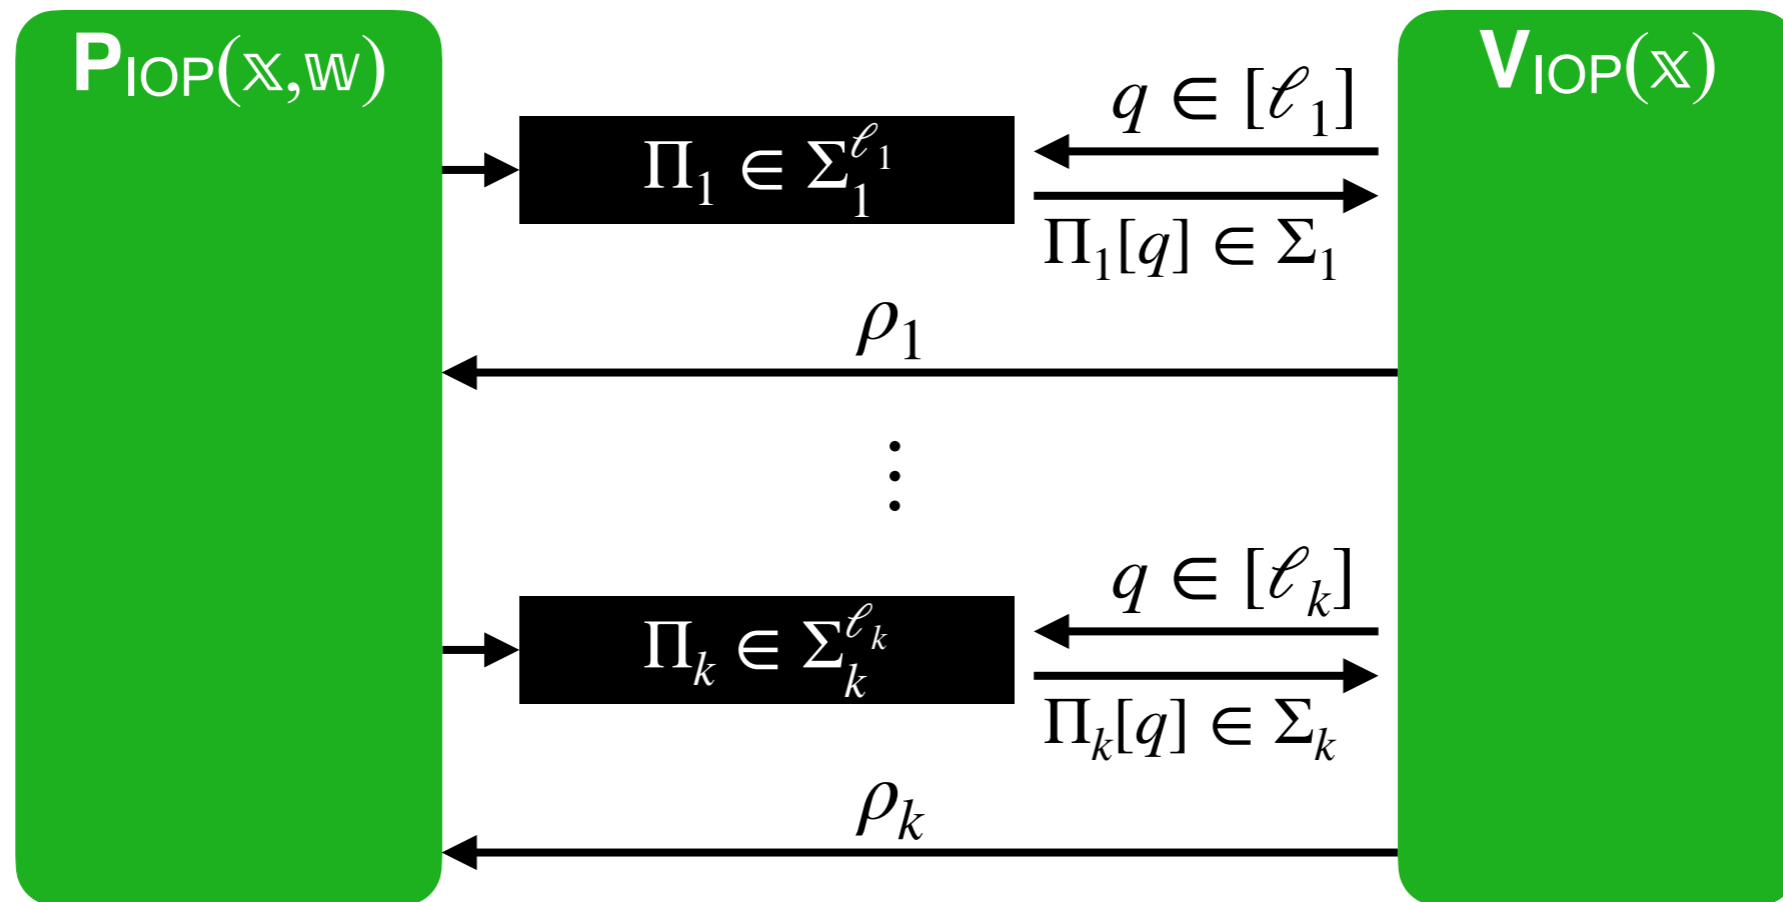 P_IOP(𝕩,𝕨)
V_IOP(𝕩)
q ∈ [ℓ_1]
Π_1 ∈ Σ_1^{ℓ_1}
Π_1[q] ∈ Σ_1
ρ_1
⋮
q ∈ [ℓ_k]
Π_k ∈ Σ_k^{ℓ_k}
Π_k[q] ∈ Σ_k
ρ_k